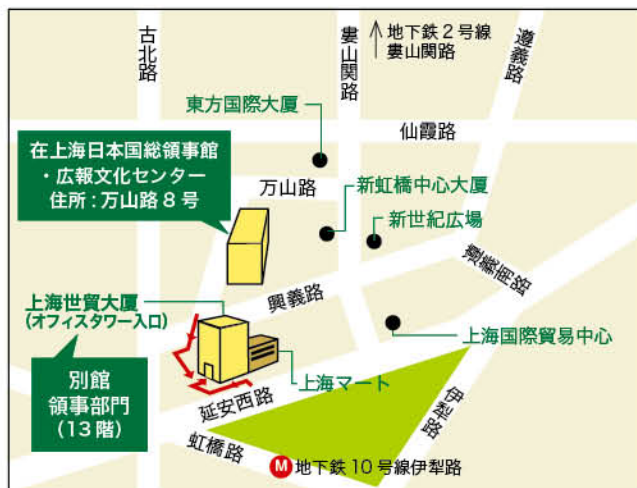 古北路
婁山関路
地下鉄2号線
婁山関路
遵義路
東方国際大厦
仙霞路
在上海日本国総領事館
・広報文化センター
住所:万山路8号
万山路
新虹橋中心大厦
新世紀広場
遵義南路
興義路
上海世貿大厦
(オフィスタワー入口)
上海国際貿易中心
別館
領事部門
(13階)
上海マート
延安西路
伊犁路
虹橋路
M 地下鉄10号線伊犁路